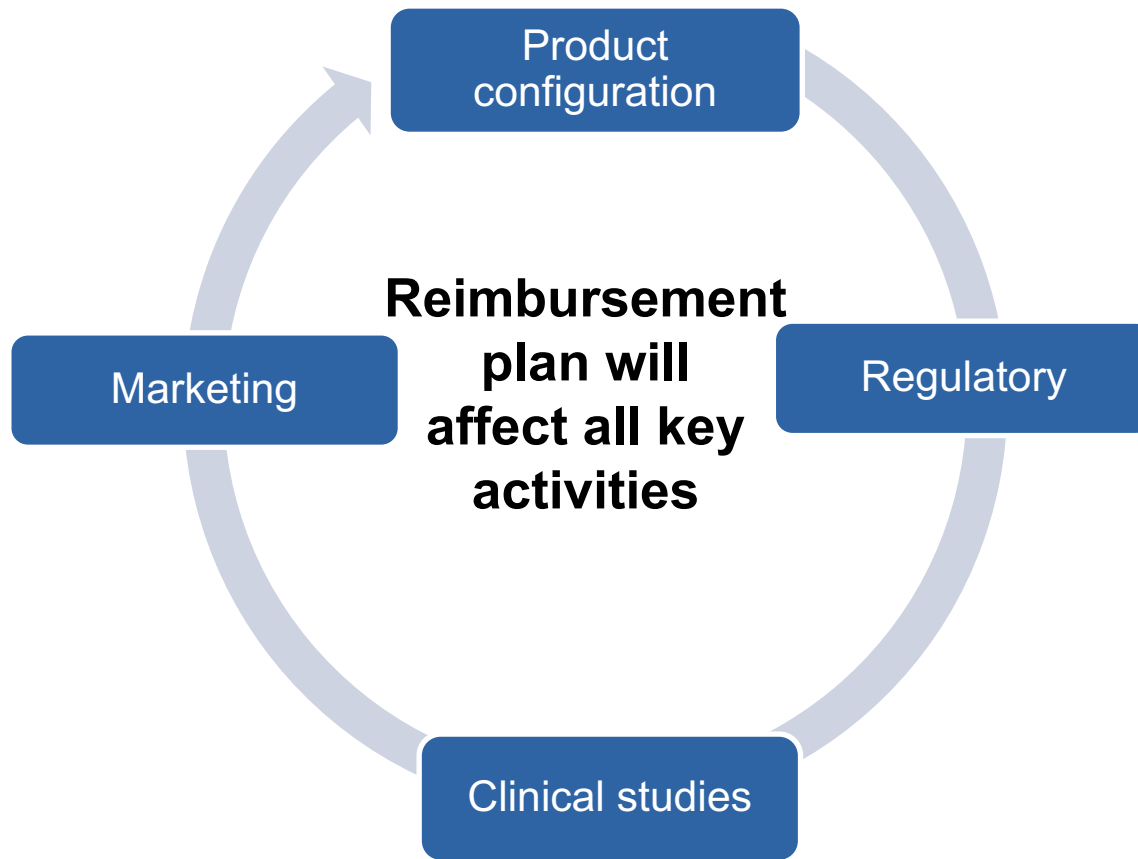 Product
configuration
Reimbursement
plan will
affect all key
activities
Marketing
Regulatory
Clinical studies